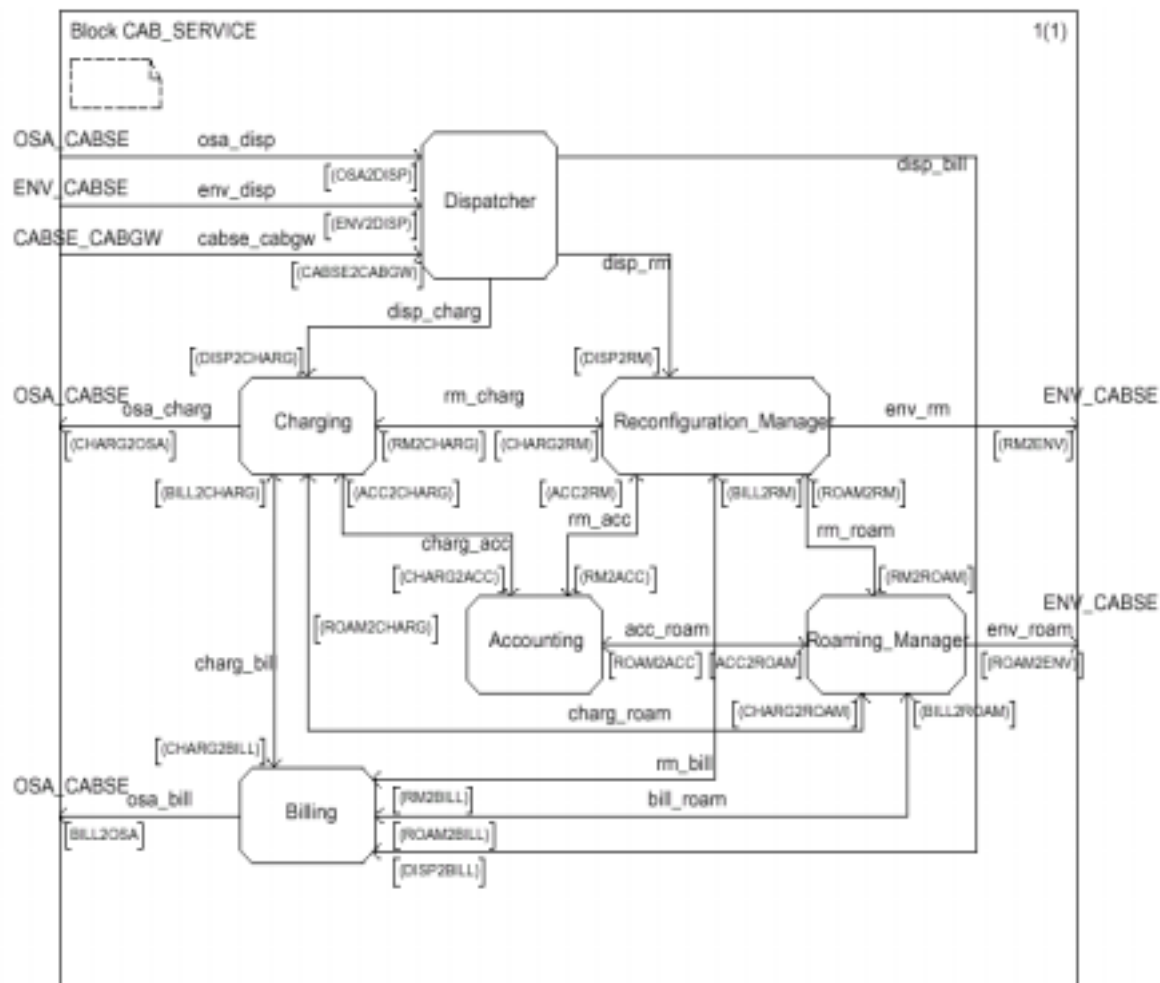 Block CAB_SERVICE 1(1)
OSA_CABSE osa_disp disp_bill
[(OSA2DISP)]
ENV_CABSE env_disp Dispatcher
[(ENV2DISP)]
CABSE_CABGW cabse_cabgw disp_rm
[(CABSE2CABGW)]
disp_charg
[(DISP2CHARG)] [(DISP2RM)]
OSA_CABSE osa_charg rm_charg env_rm ENV_CABSE
Charging Reconfiguration_Manager
[(CHARG2OSA)] [(RM2CHARG)] [(CHARG2RM)] [(RM2ENV)]
[(BILL2CHARG)] [(ACC2CHARG)] [(ACC2RM)] [(BILL2RM)] [(ROAM2RM)]
rm_acc rm_roam
charg_acc
[(CHARG2ACC)] [(RM2ACC)] [(RM2ROAM)]
ENV_CABSE
[(ROAM2CHARG)] acc_roam env_roam
Accounting Roaming_Manager
charg_bill [ROAM2ACC] [ACC2ROAM] [(ROAM2ENV)]
charg_roam [(CHARG2ROAM)] [(BILL2ROAM)]
[(CHARG2BILL)]
rm_bill
OSA_CABSE osa_bill [(RM2BILL)] bill_roam
Billing
[BILL2OSA] [(ROAM2BILL)]
[(DISP2BILL)]